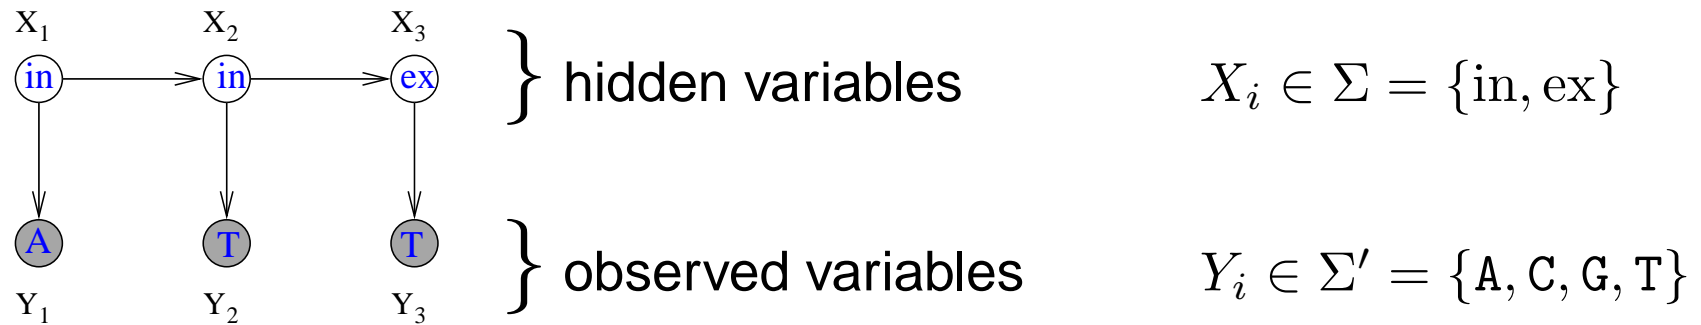 X₁ X₂ X₃
in in ex } hidden variables Xᵢ ∈ Σ = {in, ex}
A T T } observed variables Yᵢ ∈ Σ′ = {A, C, G, T}
Y₁ Y₂ Y₃